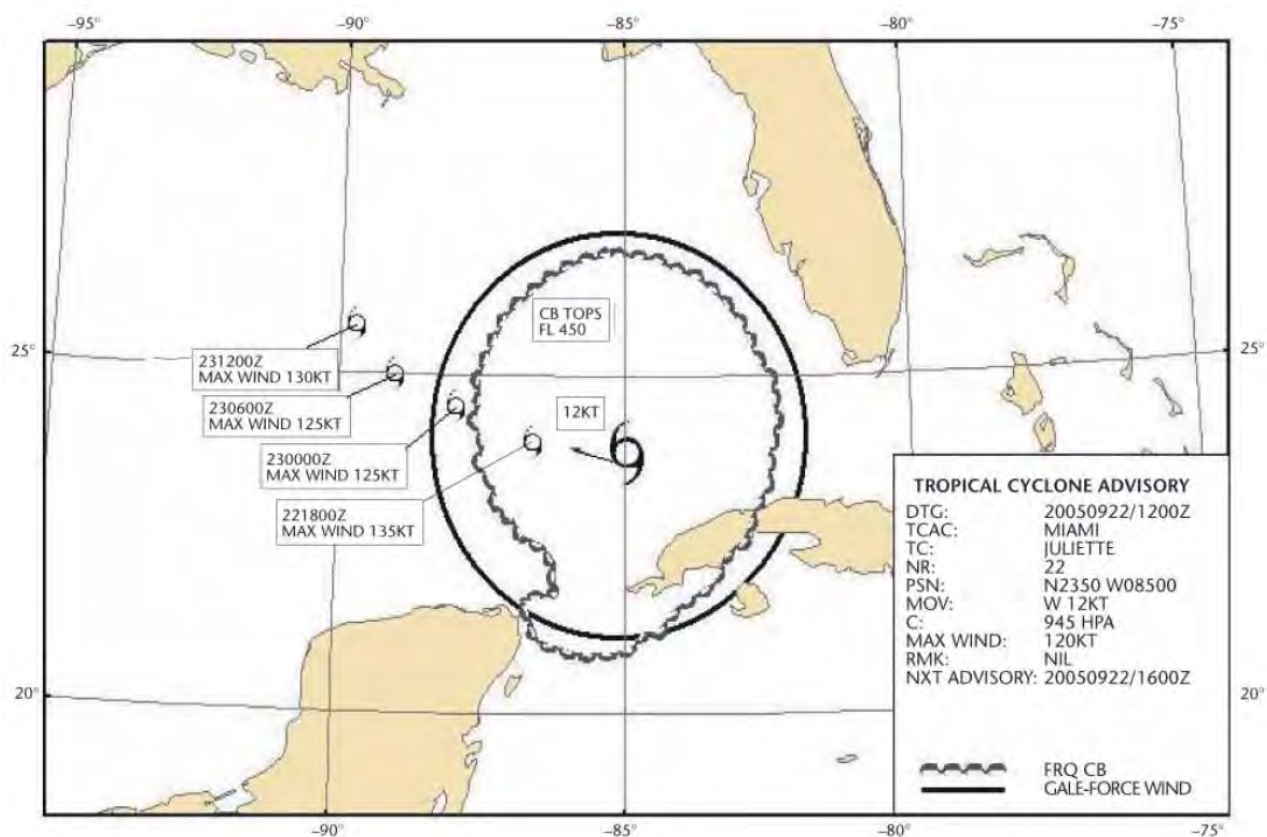 –95°
–90°
–85°
–80°
–75°
CB TOPS
FL 450
25°
25°
231200Z
MAX WIND 130KT
230600Z
MAX WIND 125KT
12KT
230000Z
MAX WIND 125KT
221800Z
MAX WIND 135KT
TROPICAL CYCLONE ADVISORY
DTG: 20050922/1200Z
TCAC: MIAMI
TC: JULIETTE
NR: 22
PSN: N2350 W08500
MOV: W 12KT
C: 945 HPA
MAX WIND: 120KT
RMK: NIL
NXT ADVISORY: 20050922/1600Z
20°
20°
FRQ CB
GALE-FORCE WIND
–90°
–85°
–80°
–75°